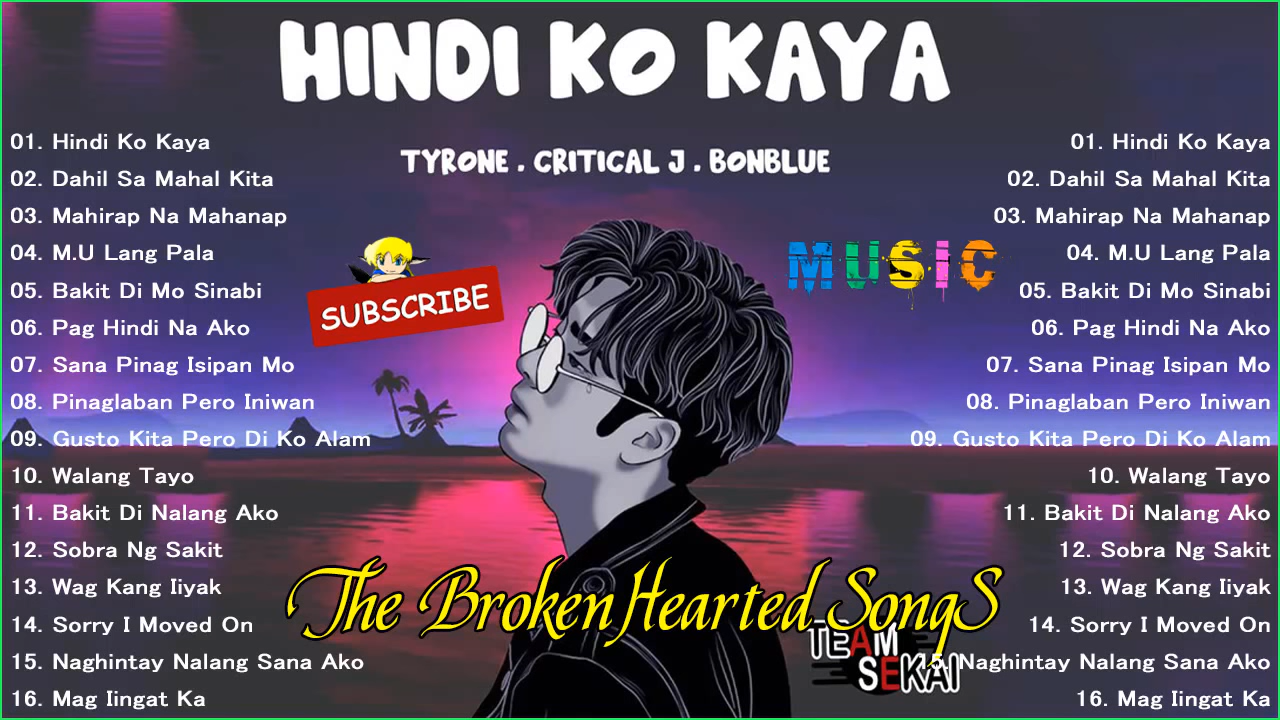 HINDI KO KAYA
TYRONE . CRITICAL J . BONBLUE
01. Hindi Ko Kaya
02. Dahil Sa Mahal Kita
03. Mahirap Na Mahanap
04. M.U Lang Pala
05. Bakit Di Mo Sinabi
06. Pag Hindi Na Ako
07. Sana Pinag Isipan Mo
08. Pinaglaban Pero Iniwan
09. Gusto Kita Pero Di Ko Alam
10. Walang Tayo
11. Bakit Di Nalang Ako
12. Sobra Ng Sakit
13. Wag Kang Iiyak
14. Sorry I Moved On
15. Naghintay Nalang Sana Ako
16. Mag Iingat Ka
SUBSCRIBE
MUSIC
01. Hindi Ko Kaya
02. Dahil Sa Mahal Kita
03. Mahirap Na Mahanap
04. M.U Lang Pala
05. Bakit Di Mo Sinabi
06. Pag Hindi Na Ako
07. Sana Pinag Isipan Mo
08. Pinaglaban Pero Iniwan
09. Gusto Kita Pero Di Ko Alam
10. Walang Tayo
11. Bakit Di Nalang Ako
12. Sobra Ng Sakit
13. Wag Kang Iiyak
14. Sorry I Moved On
15. Naghintay Nalang Sana Ako
16. Mag Iingat Ka
The Broken Hearted SongS
TEAM
SEKAI